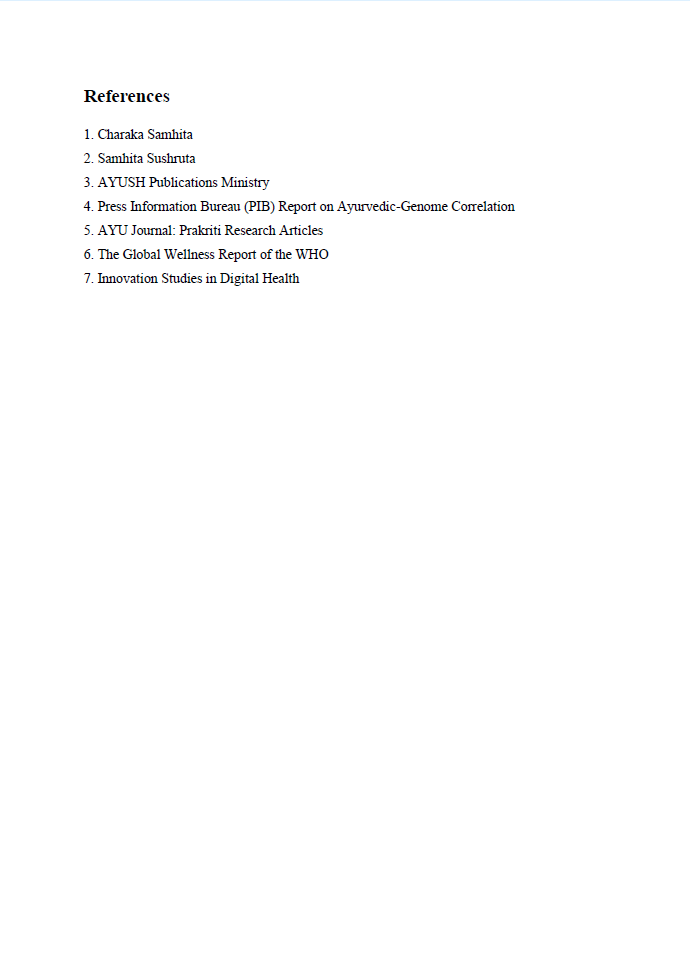 References
1. Charaka Samhita
2. Samhita Sushruta
3. AYUSH Publications Ministry
4. Press Information Bureau (PIB) Report on Ayurvedic-Genome Correlation
5. AYU Journal: Prakriti Research Articles
6. The Global Wellness Report of the WHO
7. Innovation Studies in Digital Health